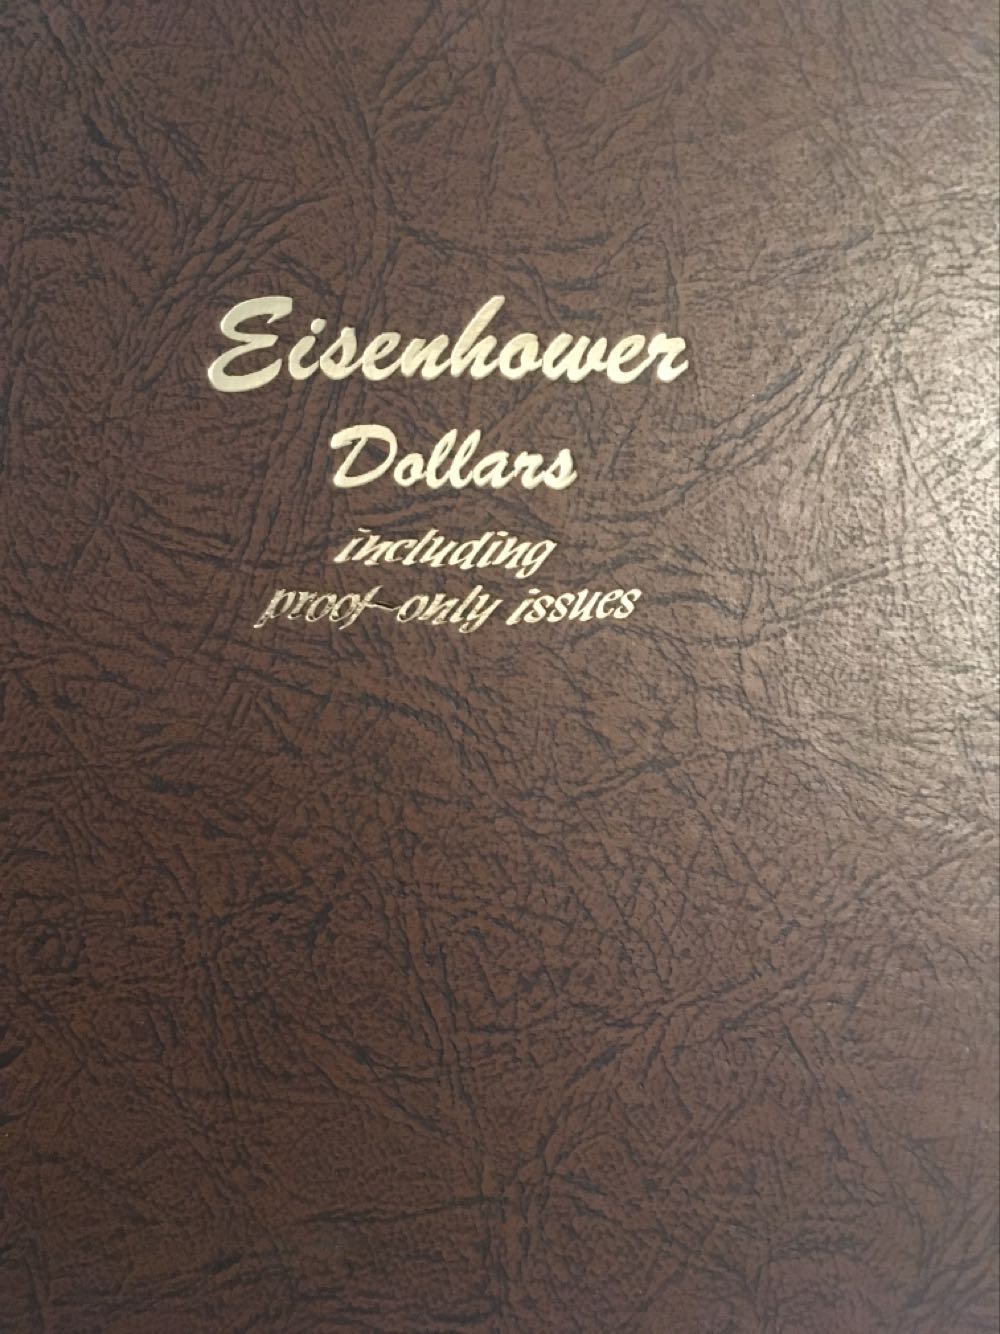 Eisenhower
Dollars
including
proof-only issues